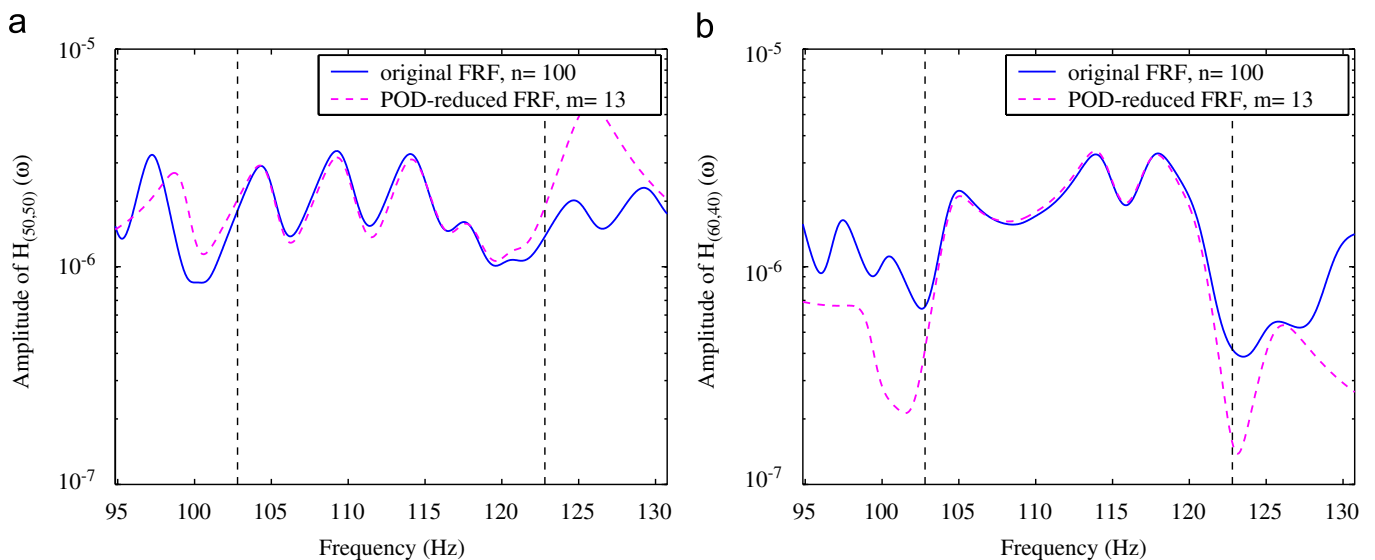 a
10-5
original FRF, n= 100
POD-reduced FRF, m= 13
10-6
10-7
Amplitude of H(50,50) (ω)
95 100 105 110 115 120 125 130
Frequency (Hz)
b
10-5
original FRF, n= 100
POD-reduced FRF, m= 13
10-6
10-7
Amplitude of H(60,40) (ω)
95 100 105 110 115 120 125 130
Frequency (Hz)